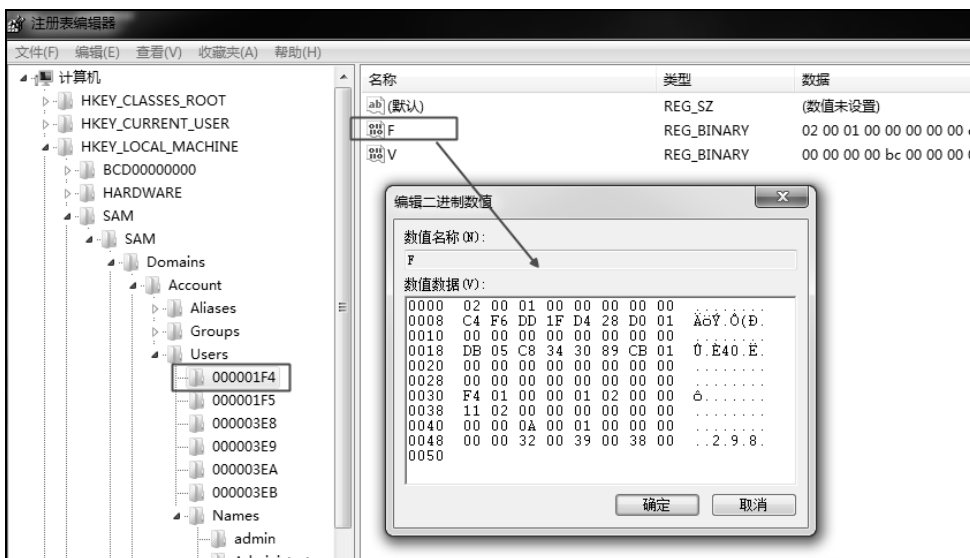 注册表编辑器
文件(F) 编辑(E) 查看(V) 收藏夹(A) 帮助(H)
计算机
HKEY_CLASSES_ROOT
HKEY_CURRENT_USER
HKEY_LOCAL_MACHINE
BCD00000000
HARDWARE
SAM
SAM
Domains
Account
Aliases
Groups
Users
000001F4
000001F5
000003E8
000003E9
000003EA
000003EB
Names
admin
名称 类型 数据
(默认) REG_SZ (数值未设置)
F REG_BINARY 02 00 01 00 00 00 00 00
V REG_BINARY 00 00 00 00 bc 00 00 00
编辑二进制数值
数值名称(N):
F
数值数据(V):
0000 02 00 01 00 00 00 00 00 ........
0008 C4 F6 DD 1F D4 28 D0 01 ÄöÝ.Ô(Ð.
0010 00 00 00 00 00 00 00 00 ........
0018 DB 05 C8 34 30 89 CB 01 Û.È40.Ë.
0020 00 00 00 00 00 00 00 00 ........
0028 00 00 00 00 00 00 00 00 ........
0030 F4 01 00 00 01 02 00 00 ô.......
0038 11 02 00 00 00 00 00 00 ........
0040 00 00 0A 00 01 00 00 00 ........
0048 00 00 32 00 39 00 38 00 ..2.9.8.
0050
确定 取消